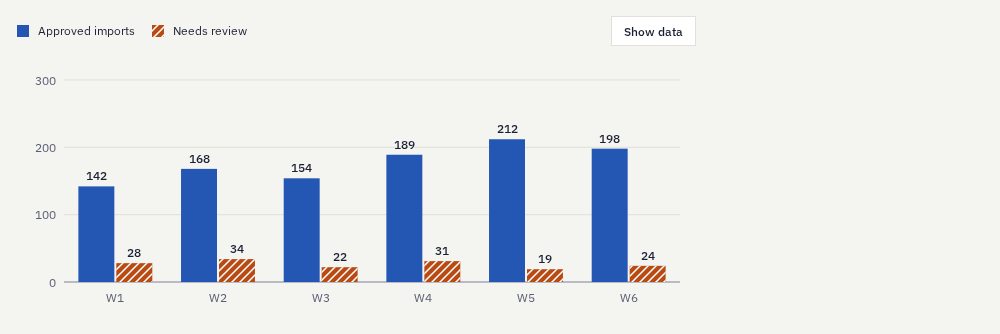 Approved imports Needs review
Show data
300
200
100
0
142 28 168 34 154 22 189 31 212 19 198 24
W1 W2 W3 W4 W5 W6